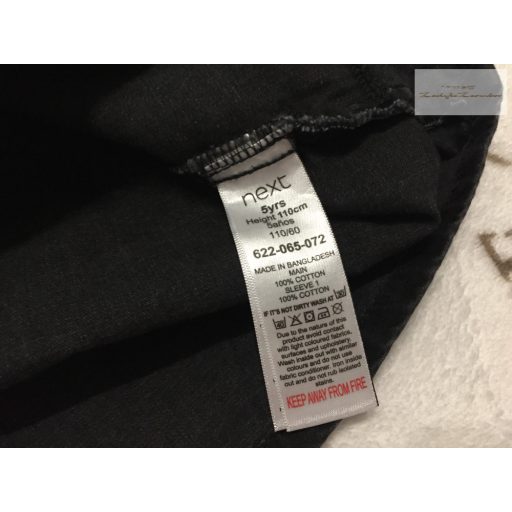 next
5yrs
Height 110cm
5años
110/60
622-065-072
MADE IN BANGLADESH
MAIN
100% COTTON
SLEEVE 1
100% COTTON
IF IT'S NOT DIRTY WASH AT
Due to the nature of this
product avoid contact
with light coloured fabrics,
surfaces and upholstery.
Wash inside out with similar
colours and do not use
fabric conditioner. Iron inside
out and do not rub isolated
stains.
KEEP AWAY FROM FIRE